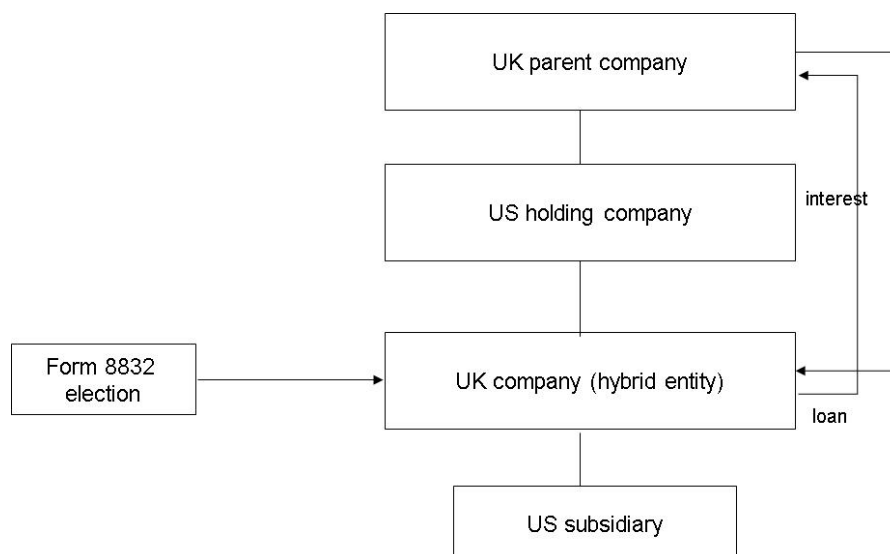 UK parent company
US holding company
interest
Form 8832
election
UK company (hybrid entity)
loan
US subsidiary